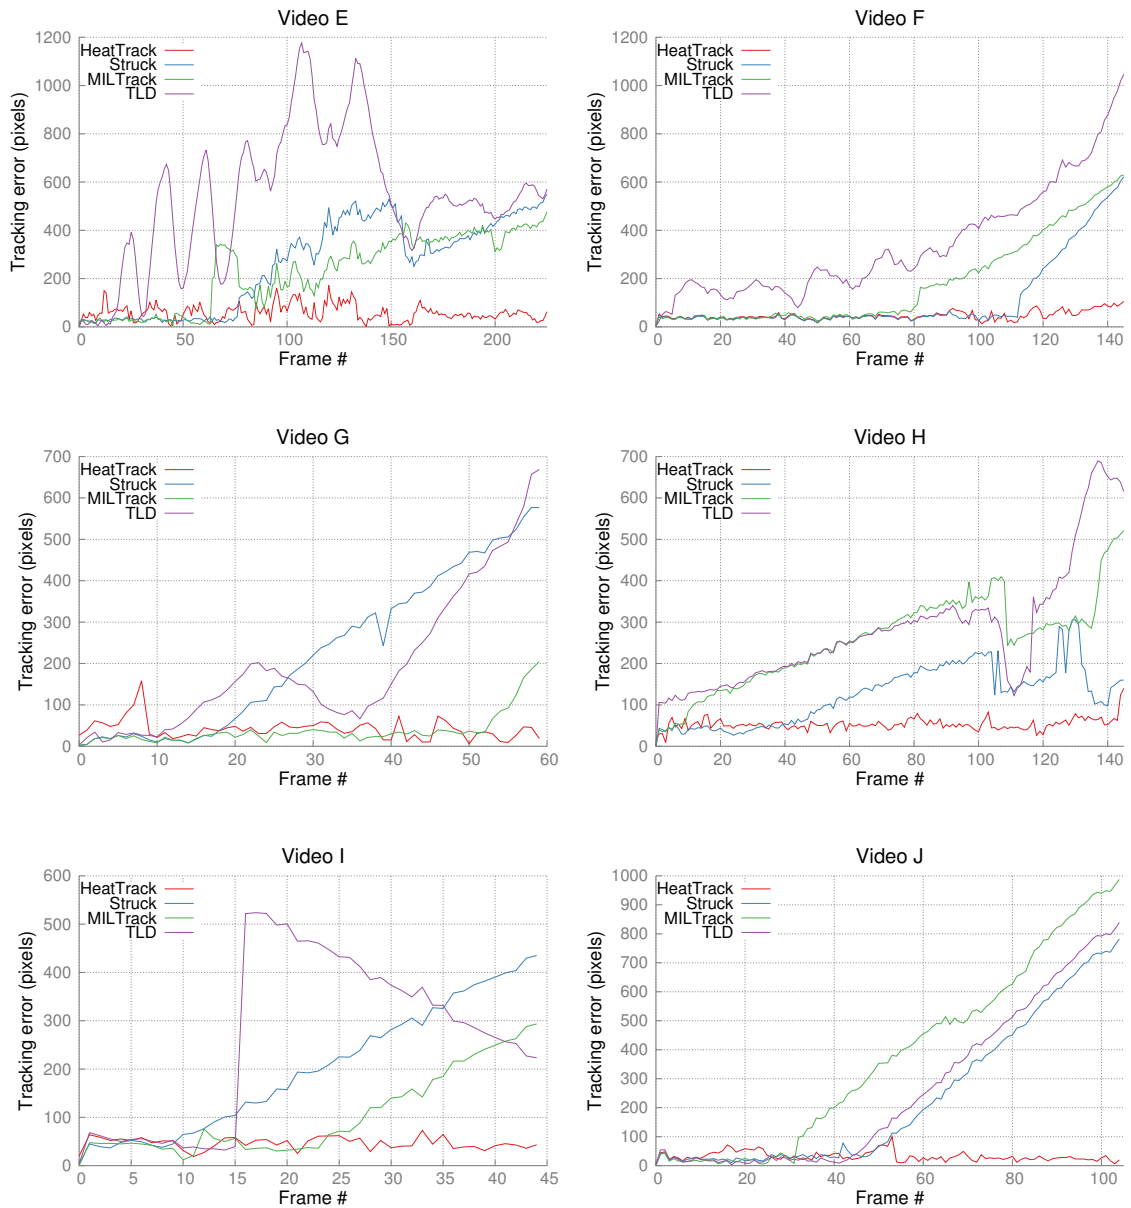 Video E
Tracking error (pixels)
1200
1000
800
600
400
200
0
HeatTrack
Struck
MILTrack
TLD
0 50 100 150 200
Frame #
Video F
Tracking error (pixels)
1200
1000
800
600
400
200
0
HeatTrack
Struck
MILTrack
TLD
0 20 40 60 80 100 120 140
Frame #
Video G
Tracking error (pixels)
700
600
500
400
300
200
100
0
HeatTrack
Struck
MILTrack
TLD
0 10 20 30 40 50 60
Frame #
Video H
Tracking error (pixels)
700
600
500
400
300
200
100
0
HeatTrack
Struck
MILTrack
TLD
0 20 40 60 80 100 120 140
Frame #
Video I
Tracking error (pixels)
600
500
400
300
200
100
0
HeatTrack
Struck
MILTrack
TLD
0 5 10 15 20 25 30 35 40 45
Frame #
Video J
Tracking error (pixels)
1000
900
800
700
600
500
400
300
200
100
0
HeatTrack
Struck
MILTrack
TLD
0 20 40 60 80 100
Frame #